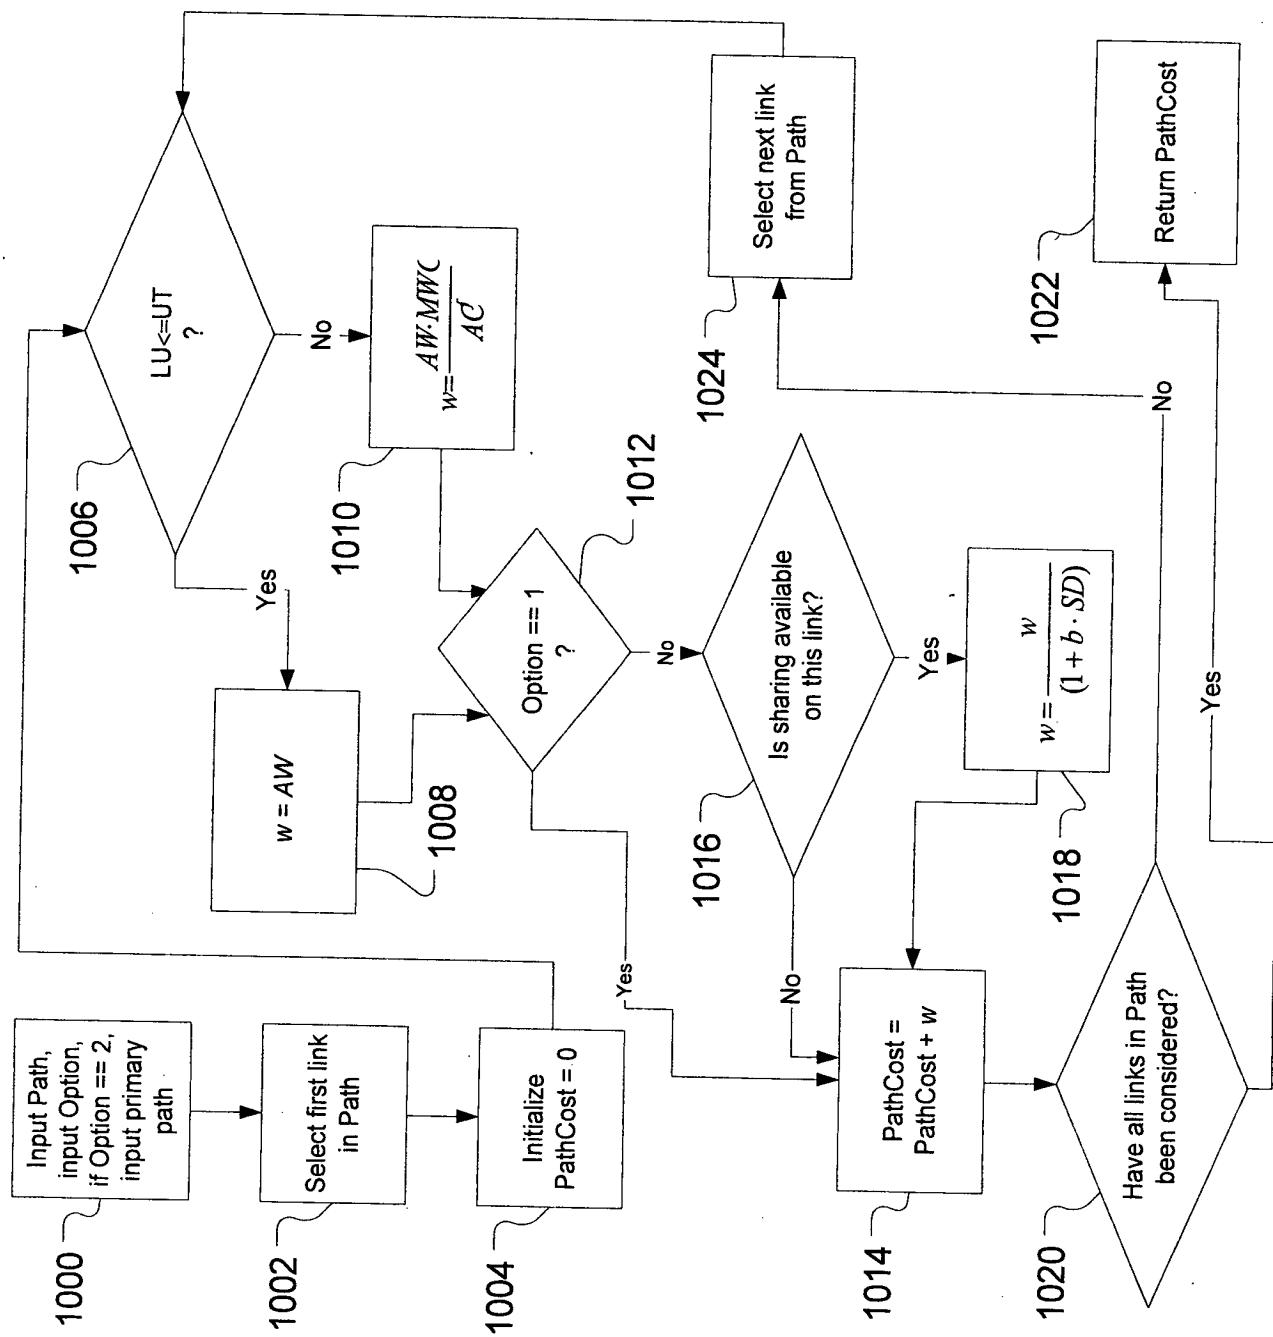 Input Path,
input Option,
if Option == 2,
input primary
path
1000
Select first link
in Path
1002
Initialize
PathCost = 0
1004
LU<=UT
?
1006
Yes
No
w = AW
1008
w= AW·MWC / AC
1010
Option == 1
?
1012
Yes
No
Is sharing available
on this link?
1016
No
Yes
w= w / (1 + b · SD)
1018
PathCost =
PathCost + w
1014
Have all links in Path
been considered?
1020
No
Yes
Select next link
from Path
1024
Return PathCost
1022